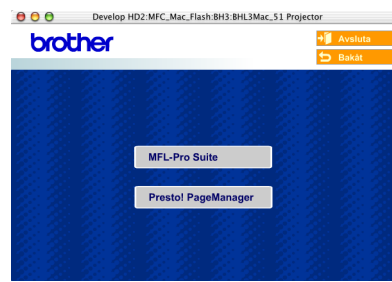 Develop HD2:MFC_Mac_Flash:BH3:BHL3Mac_51 Projector
brother
Avsluta
Bakåt
MFL-Pro Suite
Presto! PageManager